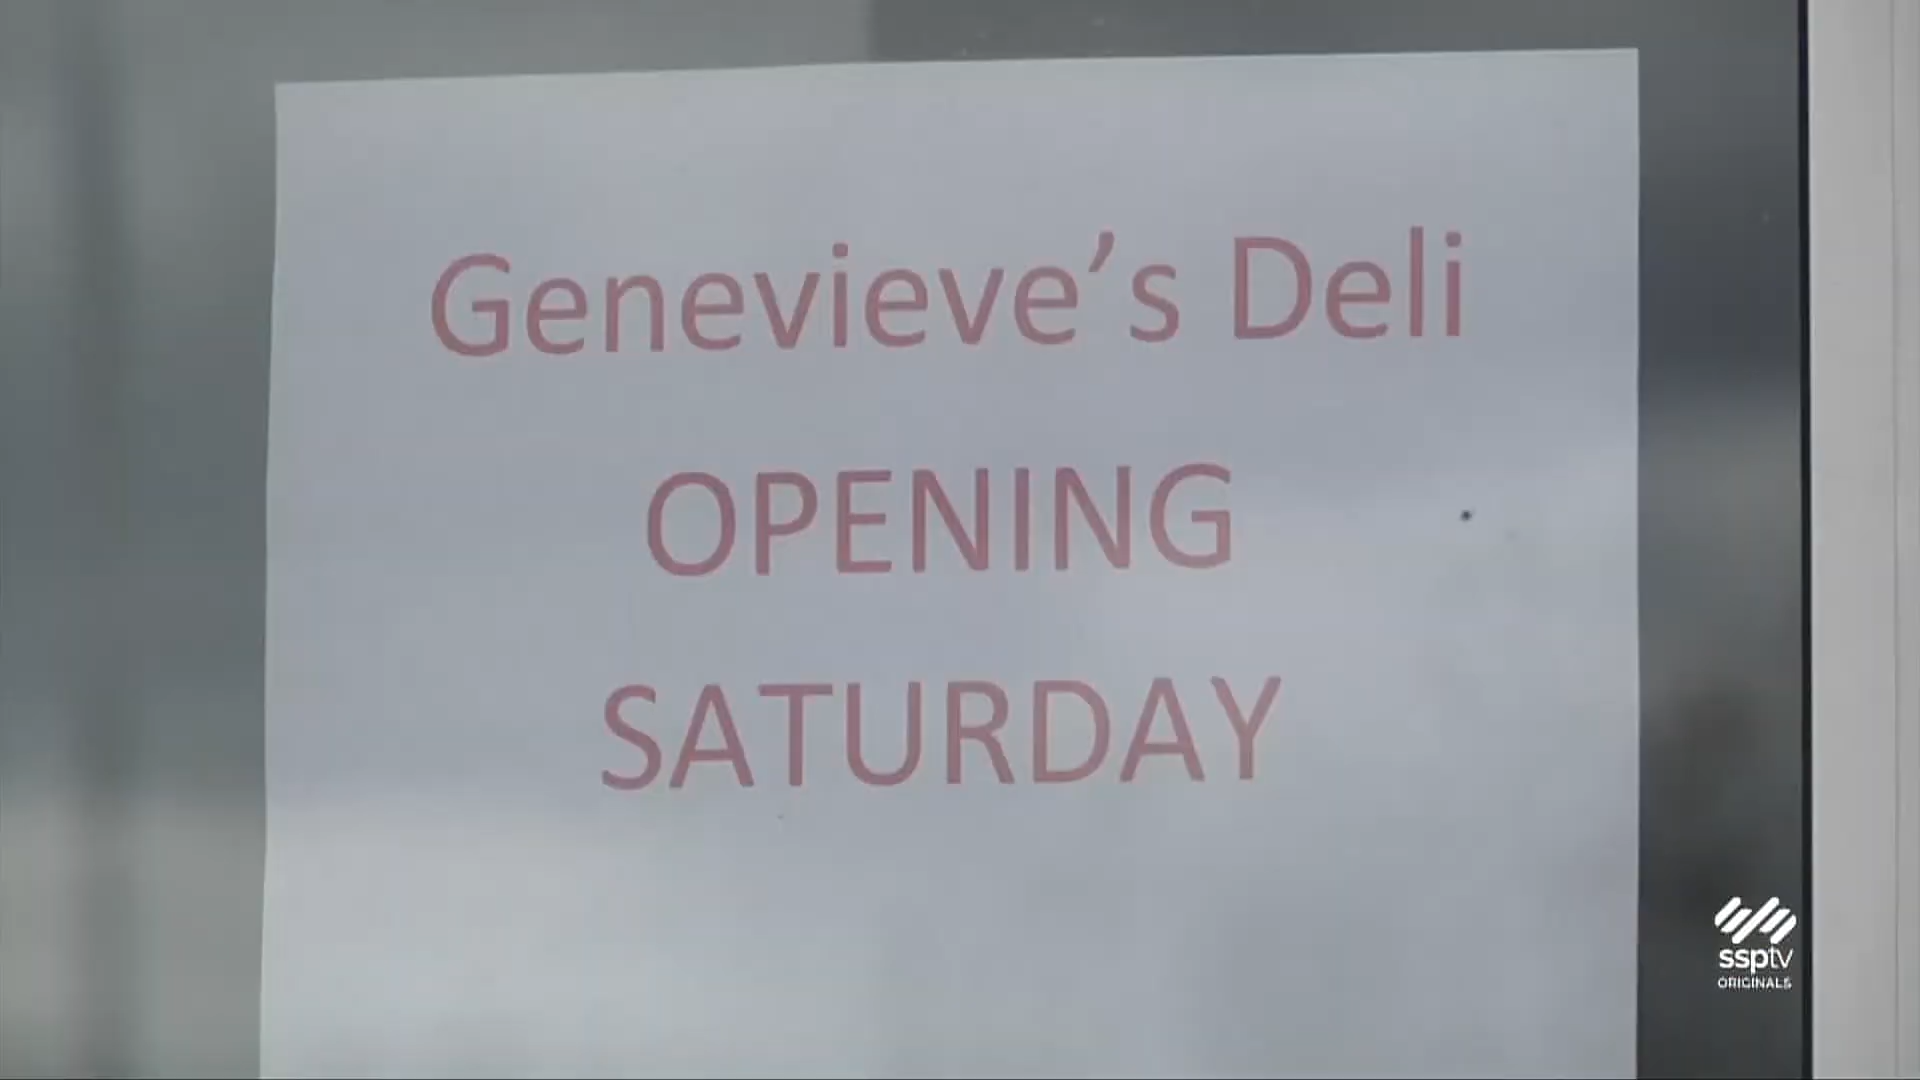 Genevieve’s Deli
OPENING
SATURDAY
ssptv
ORIGINALS